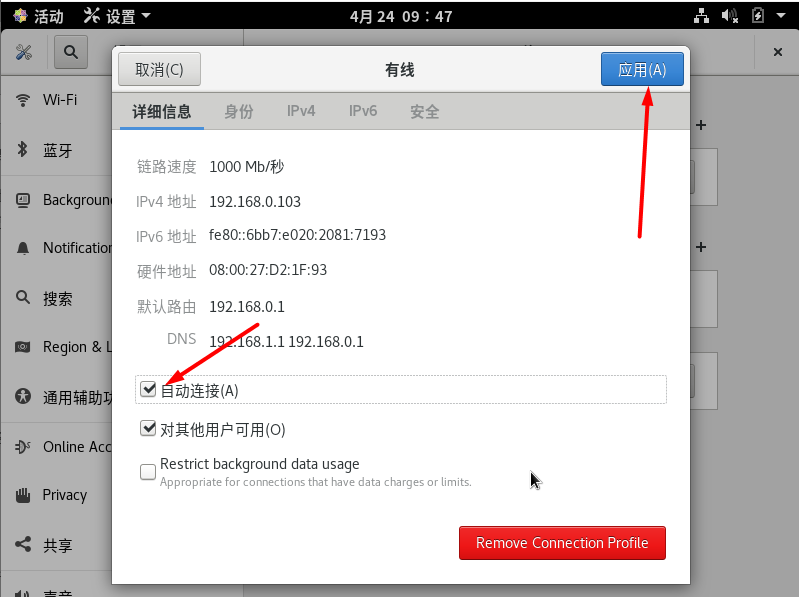 活动 设置 4月 24 09：47
取消(C) 有线 应用(A)
详细信息 身份 IPv4 IPv6 安全
Wi-Fi
蓝牙
Background
Notification
搜索
Region & L
通用辅助功
Online Acc
Privacy
共享
声音
链路速度 1000 Mb/秒
IPv4 地址 192.168.0.103
IPv6 地址 fe80::6bb7:e020:2081:7193
硬件地址 08:00:27:D2:1F:93
默认路由 192.168.0.1
DNS 192.168.1.1 192.168.0.1
自动连接(A)
对其他用户可用(O)
Restrict background data usage
Appropriate for connections that have data charges or limits.
Remove Connection Profile